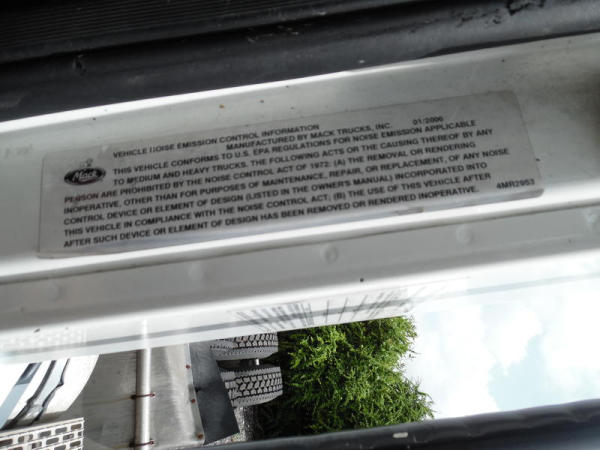 VEHICLE NOISE EMISSION CONTROL INFORMATION
MANUFACTURED BY MACK TRUCKS, INC. 01/2006
Mack
THIS VEHICLE CONFORMS TO U.S. EPA REGULATIONS FOR NOISE EMISSION APPLICABLE
TO MEDIUM AND HEAVY TRUCKS. THE FOLLOWING ACTS OR THE CAUSING THEREOF BY ANY
PERSON ARE PROHIBITED BY THE NOISE CONTROL ACT OF 1972: (A) THE REMOVAL OR RENDERING
INOPERATIVE, OTHER THAN FOR PURPOSES OF MAINTENANCE, REPAIR, OR REPLACEMENT, OF ANY NOISE
CONTROL DEVICE OR ELEMENT OF DESIGN (LISTED IN THE OWNER'S MANUAL) INCORPORATED INTO
THIS VEHICLE IN COMPLIANCE WITH THE NOISE CONTROL ACT; (B) THE USE OF THIS VEHICLE AFTER
AFTER SUCH DEVICE OR ELEMENT OF DESIGN HAS BEEN REMOVED OR RENDERED INOPERATIVE. 4MR2953